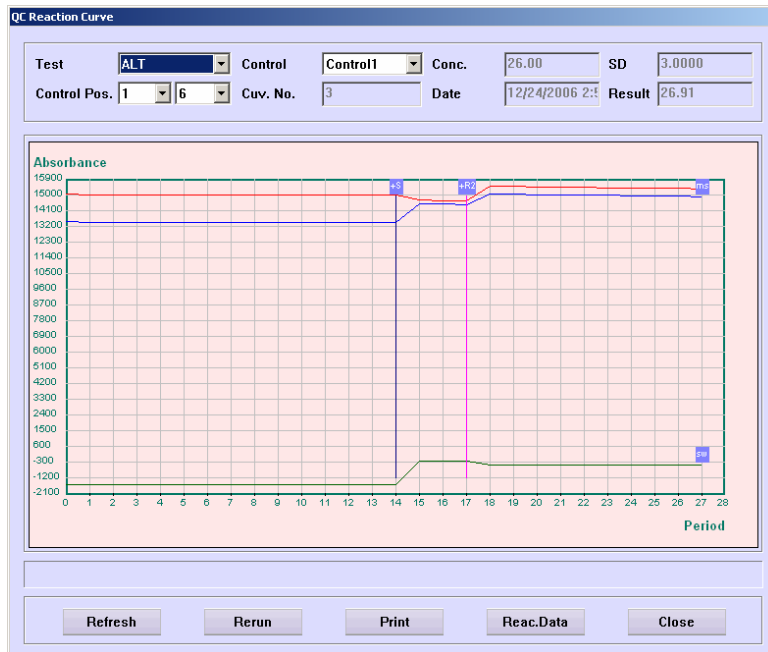 QC Reaction Curve
Test ALT Control Control1 Conc. 26.00 SD 3.0000
Control Pos. 1 6 Cuv. No. 3 Date 12/24/2006 2:5 Result 26.91
Absorbance
15900
15000
14100
13200
12300
11400
10500
9600
8700
7800
6900
6000
5100
4200
3300
2400
1500
600
-300
-1200
-2100
+S +R2 ms
sw
0 1 2 3 4 5 6 7 8 9 10 11 12 13 14 15 16 17 18 19 20 21 22 23 24 25 26 27 28
Period
Refresh Rerun Print Reac.Data Close